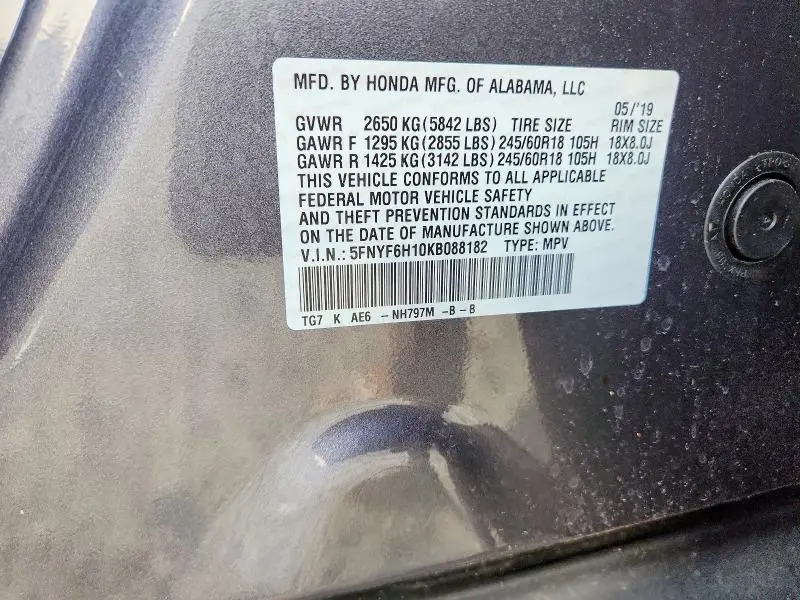 MFD. BY HONDA MFG. OF ALABAMA, LLC
05/'19
GVWR 2650 KG(5842 LBS) TIRE SIZE RIM SIZE
GAWR F 1295 KG(2855 LBS) 245/60R18 105H 18X8.0J
GAWR R 1425 KG(3142 LBS) 245/60R18 105H 18X8.0J
THIS VEHICLE CONFORMS TO ALL APPLICABLE
FEDERAL MOTOR VEHICLE SAFETY
AND THEFT PREVENTION STANDARDS IN EFFECT
ON THE DATE OF MANUFACTURE SHOWN ABOVE.
V.I.N.: 5FNYF6H10KB088182 TYPE: MPV
TG7 K AE6 -NH797M -B-B